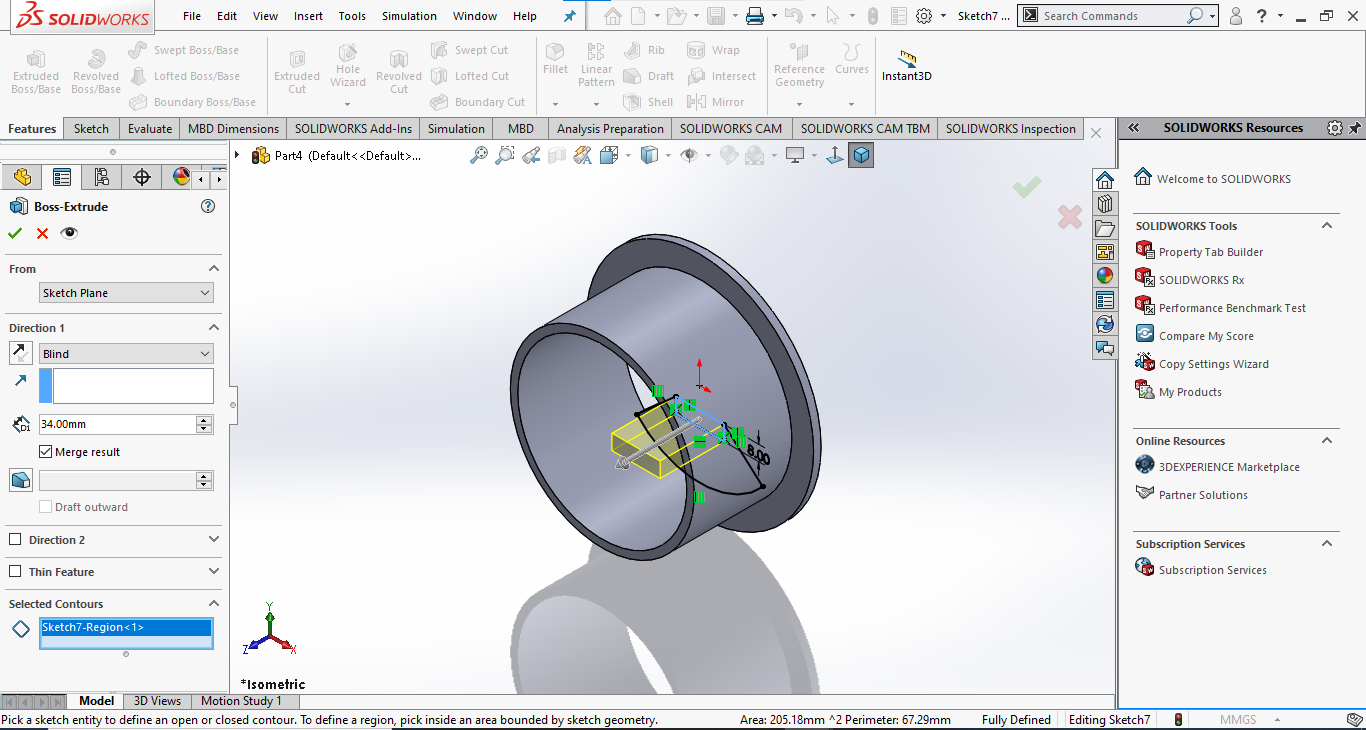 SOLIDWORKS File Edit View Insert Tools Simulation Window Help Sketch7 ... Search Commands ?
Extruded Boss/Base
Revolved Boss/Base
Swept Boss/Base
Lofted Boss/Base
Boundary Boss/Base
Extruded Cut
Hole Wizard
Revolved Cut
Swept Cut
Lofted Cut
Boundary Cut
Fillet
Linear Pattern
Rib
Draft
Shell
Wrap
Intersect
Mirror
Reference Geometry
Curves
Instant3D
Features Sketch Evaluate MBD Dimensions SOLIDWORKS Add-Ins Simulation MBD Analysis Preparation SOLIDWORKS CAM SOLIDWORKS CAM TBM SOLIDWORKS Inspection
Part4 (Default<<Default>...
Boss-Extrude ?
From
Sketch Plane
Direction 1
Blind
D1 34.00mm
Merge result
Draft outward
Direction 2
Thin Feature
Selected Contours
Sketch7-Region<1>
8.00
Y
Z X
*Isometric
SOLIDWORKS Resources
Welcome to SOLIDWORKS
SOLIDWORKS Tools
Property Tab Builder
SOLIDWORKS Rx
Performance Benchmark Test
Compare My Score
Copy Settings Wizard
My Products
Online Resources
3DEXPERIENCE Marketplace
Partner Solutions
Subscription Services
Subscription Services
Model 3D Views Motion Study 1
Pick a sketch entity to define an open or closed contour. To define a region, pick inside an area bounded by sketch geometry. Area: 205.18mm ^2 Perimeter: 67.29mm Fully Defined Editing Sketch7 MMGS